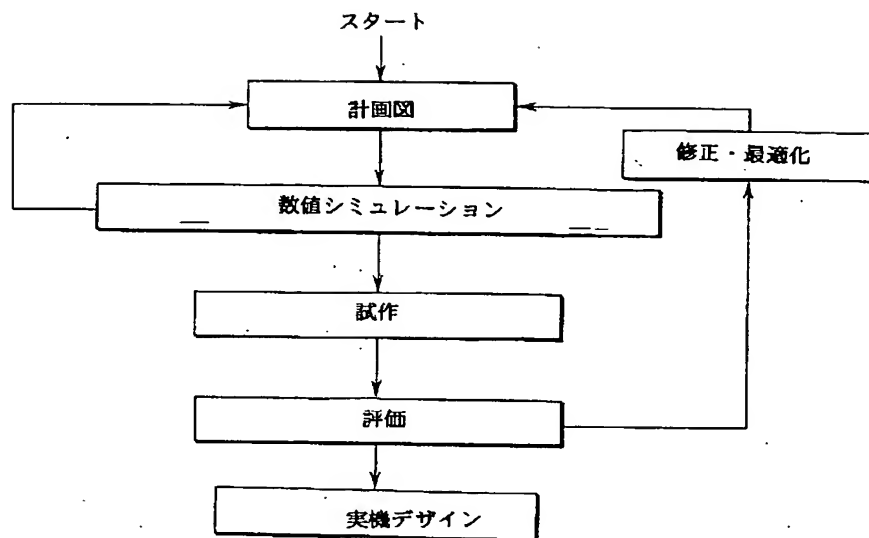 スタート
計画図
修正・最適化
数値シミュレーション
試作
評価
実機デザイン